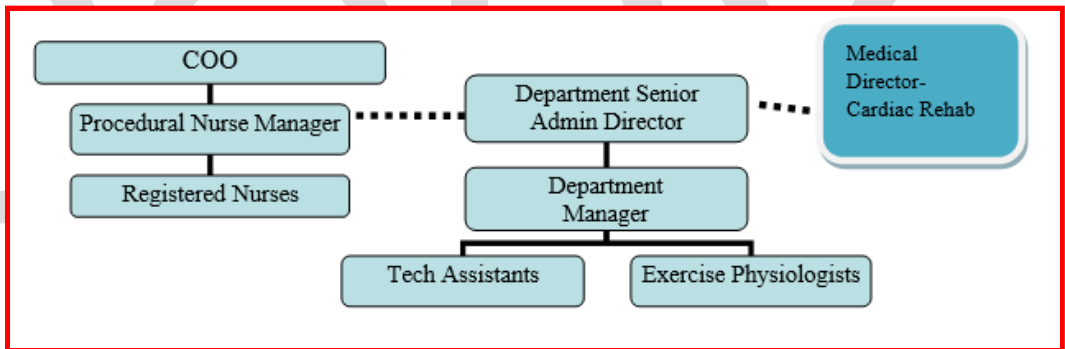 COO
Procedural Nurse Manager
Registered Nurses
Department Senior
Admin Director
Department
Manager
Tech Assistants
Exercise Physiologists
Medical
Director-
Cardiac Rehab